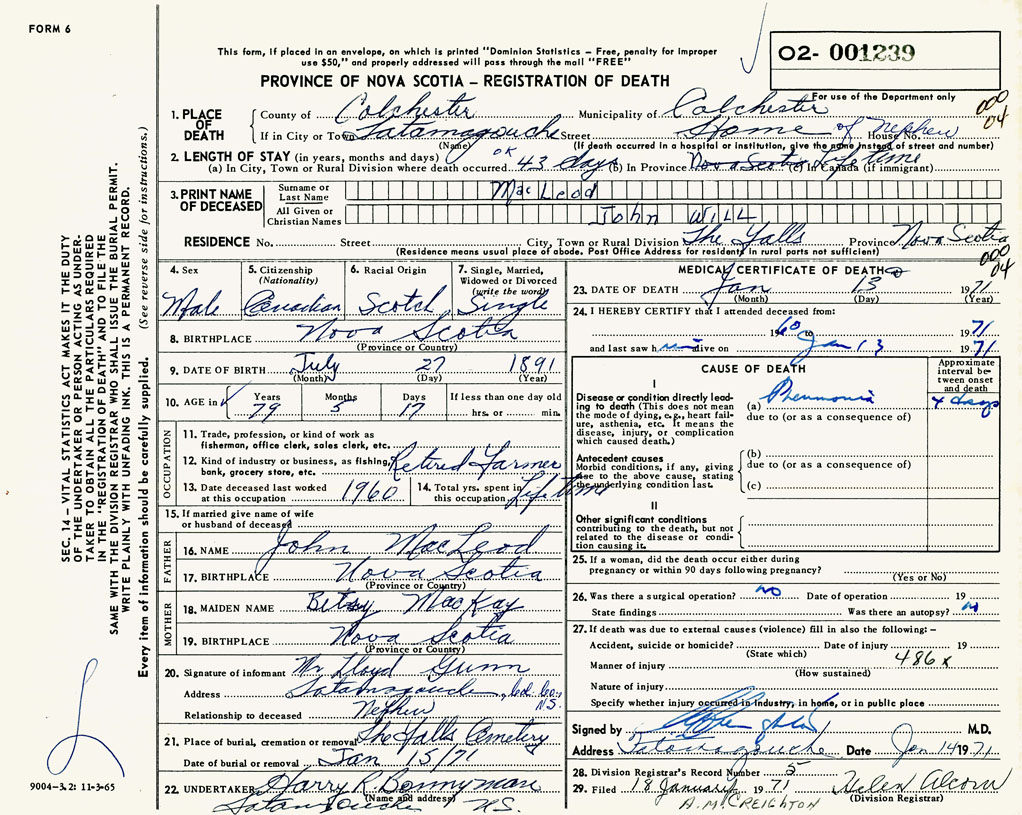 FORM 6
This form, if placed in an envelope, on which is printed "Dominion Statistics — Free, penalty for improper
use $50," and properly addressed will pass through the mail "FREE"
O2- 001239
PROVINCE OF NOVA SCOTIA – REGISTRATION OF DEATH
For use of the Department only
000
04
1. PLACE OF DEATH
County of Colchester Municipality of Colchester
If in City or Town Tatamagouche Street Home of Nephew House No.
(Name) (If death occurred in a hospital or institution, give the name instead of street and number)
2. LENGTH OF STAY (in years, months and days) OK
(a) In City, Town or Rural Division where death occurred 43 days (b) In Province Nova Scotia (c) In Canada (if immigrant) Lifetime
3. PRINT NAME OF DECEASED
Surname or Last Name MacLeod
All Given or Christian Names John Will
RESIDENCE No. Street City, Town or Rural Division The Falls Province Nova Scotia
(Residence means usual place of abode. Post Office Address for residents in rural parts not sufficient)
000
04
4. Sex Male
5. Citizenship (Nationality) Canadian
6. Racial Origin Scotch
7. Single, Married, Widowed or Divorced (write the word) Single
8. BIRTHPLACE Nova Scotia
(Province or Country)
9. DATE OF BIRTH July 27 1891
(Month) (Day) (Year)
10. AGE in Years 79 Months 5 Days 17 If less than one day old
hrs. or min.
OCCUPATION
11. Trade, profession, or kind of work as
fisherman, office clerk, sales clerk, etc.
12. Kind of industry or business, as fishing, bank, grocery store, etc. Retired Farmer
13. Date deceased last worked at this occupation 1960
14. Total yrs. spent in this occupation Lifetime
15. If married give name of wife
or husband of deceased
FATHER
16. NAME John MacLeod
17. BIRTHPLACE Nova Scotia
(Province or Country)
MOTHER
18. MAIDEN NAME Betsy MacKay
19. BIRTHPLACE Nova Scotia
(Province or Country)
20. Signature of informant Mr Lloyd Gunn
Address Tatamagouche, Col. Co. N.S.
Relationship to deceased Nephew
21. Place of burial, cremation or removal The Falls Cemetery
Date of burial or removal Jan 15/71
22. UNDERTAKER Harry R. Bonnyman
(Name and address)
Tatamagouche N.S.
MEDICAL CERTIFICATE OF DEATH
23. DATE OF DEATH Jan 13 1971
(Month) (Day) (Year)
24. I HEREBY CERTIFY that I attended deceased from:
1960 to 1971
and last saw him alive on Jan 13 1971
CAUSE OF DEATH
Approximate interval between onset and death
I
Disease or condition directly leading to death (This does not mean the mode of dying, e.g., heart failure, asthenia, etc. It means the disease, injury, or complication which caused death.)
(a) Pneumonia 4 days
due to (or as a consequence of)
Antecedent causes
Morbid conditions, if any, giving rise to the above cause, stating the underlying condition last.
(b)
due to (or as a consequence of)
(c)
II
Other significant conditions
contributing to the death, but not related to the disease or condition causing it.
25. If a woman, did the death occur either during
pregnancy or within 90 days following pregnancy?
(Yes or No)
26. Was there a surgical operation? NO Date of operation 19
State findings Was there an autopsy? N
27. If death was due to external causes (violence) fill in also the following: –
Accident, suicide or homicide? Date of injury 19
(State which) 486 x
Manner of injury
(How sustained)
Nature of injury
Specify whether injury occurred in industry, in home, or in public place
Signed by M.D.
Address Tatamagouche Date Jan 14 1971
28. Division Registrar's Record Number 5
29. Filed 18 January 1971 Helen Alcorn
(Division Registrar)
A.M. CREIGHTON
SEC. 14 – VITAL STATISTICS ACT MAKES IT THE DUTY
OF THE UNDERTAKER OR PERSON ACTING AS UNDER-
TAKER TO OBTAIN ALL THE PARTICULARS REQUIRED
IN THE "REGISTRATION OF DEATH" AND TO FILE THE
SAME WITH THE DIVISION REGISTRAR WHO SHALL ISSUE THE BURIAL PERMIT.
WRITE PLAINLY WITH UNFADING INK. THIS IS A PERMANENT RECORD.
Every item of information should be carefully supplied. (See reverse side for instructions.)
9004-3.2: 11-3-65